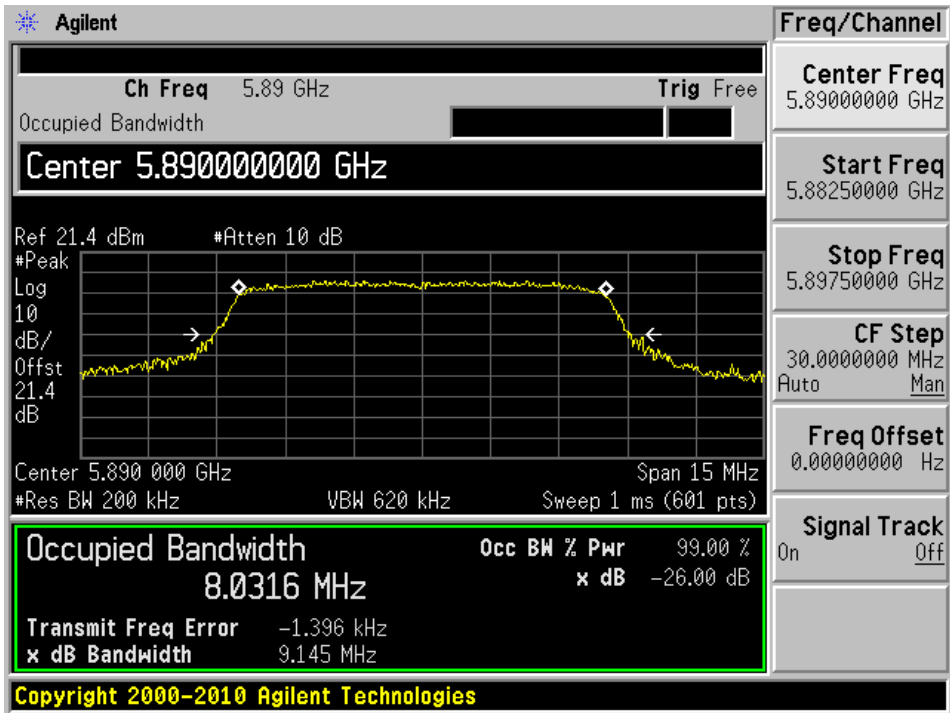 Agilent
Freq/Channel
Ch Freq 5.89 GHz Trig Free
Occupied Bandwidth
Center 5.890000000 GHz
Ref 21.4 dBm #Atten 10 dB
#Peak
Log
10
dB/
Offst
21.4
dB
Center 5.890 000 GHz Span 15 MHz
#Res BW 200 kHz VBW 620 kHz Sweep 1 ms (601 pts)
Occupied Bandwidth Occ BW % Pwr 99.00 %
8.0316 MHz x dB -26.00 dB
Transmit Freq Error -1.396 kHz
x dB Bandwidth 9.145 MHz
Copyright 2000-2010 Agilent Technologies
Center Freq
5.89000000 GHz
Start Freq
5.88250000 GHz
Stop Freq
5.89750000 GHz
CF Step
30.0000000 MHz
Auto Man
Freq Offset
0.00000000 Hz
Signal Track
On Off